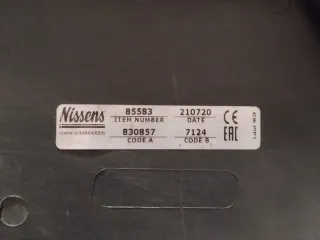 Nissens
85583 210720
ITEM NUMBER DATE
830857 7124
CODE A CODE B
CE
EAC